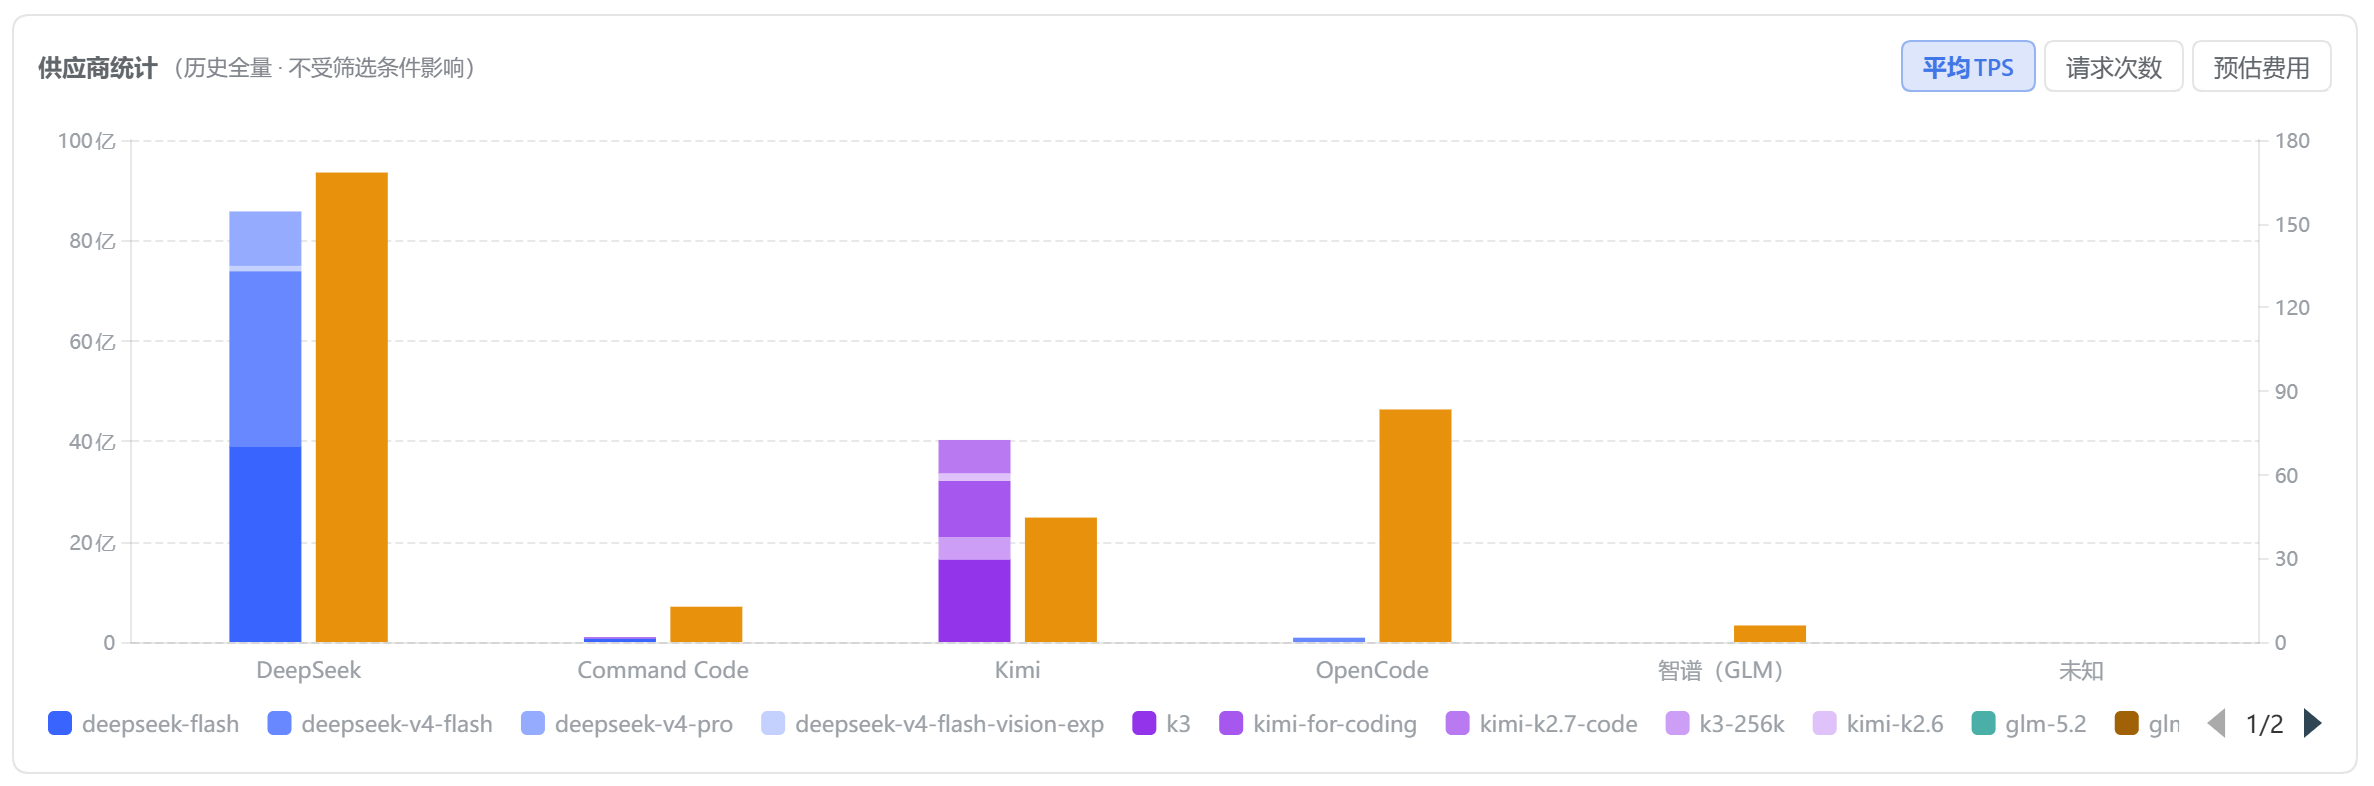 供应商统计 （历史全量 · 不受筛选条件影响） 平均TPS 请求次数 预估费用
100亿 180
80亿 150
60亿 120
40亿 90
20亿 60
0 30
0
DeepSeek Command Code Kimi OpenCode 智谱（GLM） 未知
deepseek-flash deepseek-v4-flash deepseek-v4-pro deepseek-v4-flash-vision-exp k3 kimi-for-coding kimi-k2.7-code k3-256k kimi-k2.6 glm-5.2 1/2